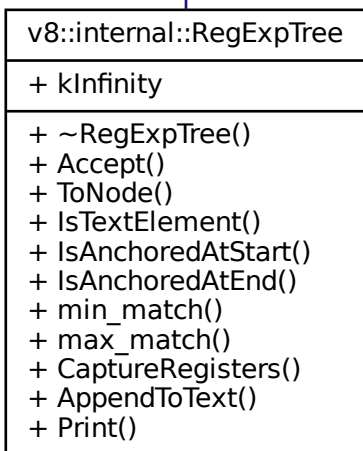 v8::internal::RegExpTree
+ kInfinity
+ ~RegExpTree()
+ Accept()
+ ToNode()
+ IsTextElement()
+ IsAnchoredAtStart()
+ IsAnchoredAtEnd()
+ min_match()
+ max_match()
+ CaptureRegisters()
+ AppendToText()
+ Print()